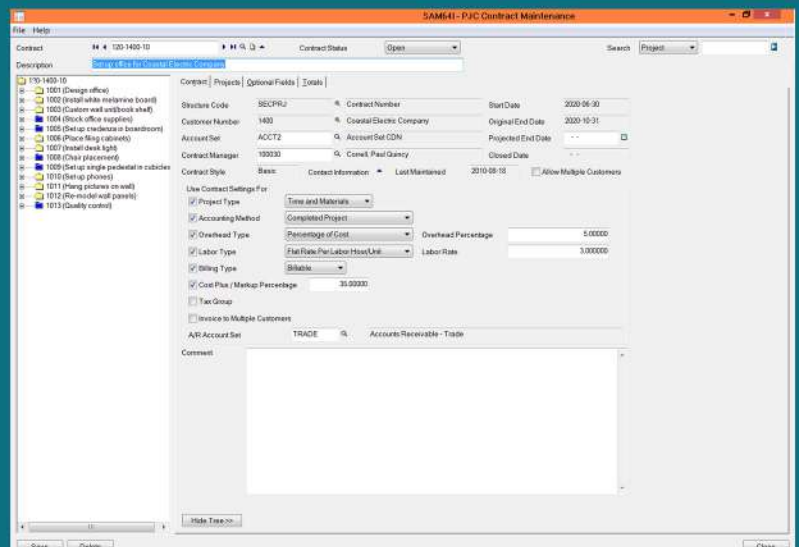 SAM64I - PJC Contract Maintenance
File Help
Contract 120-1400-10 Contract Status Open Search Project
Description Set up office for Coastal Electric Company
120-1400-10
1001 (Design office)
1002 (Install white melamine board)
1003 (Custom wall unit/book shelf)
1004 (Stock office supplies)
1005 (Set up credenza in boardroom)
1006 (Place filing cabinets)
1007 (Install desk light)
1008 (Chair placement)
1009 (Set up single pedestal in cubicles
1010 (Set up phones)
1011 (Hang pictures on wall)
1012 (Re-model wall panels)
1013 (Quality control)
Contract Projects Optional Fields Totals
Structure Code SECPRJ Contract Number Start Date 2020-06-30
Customer Number 1400 Coastal Electric Company Original End Date 2020-10-31
Account Set ACCT2 Account Set CDN Projected End Date - -
Contract Manager 100030 Cornell, Paul Quincy Closed Date - -
Contract Style Basic Contact Information Last Maintained 2010-08-18 Allow Multiple Customers
Use Contract Settings For
Project Type Time and Materials
Accounting Method Completed Project
Overhead Type Percentage of Cost Overhead Percentage 5.00000
Labor Type Flat Rate Per Labor Hour/Unit Labor Rate 3.000000
Billing Type Billable
Cost Plus / Markup Percentage 35.00000
Tax Group
Invoice to Multiple Customers
A/R Account Set TRADE Accounts Receivable - Trade
Comment
Hide Tree >>
Save Delete Close